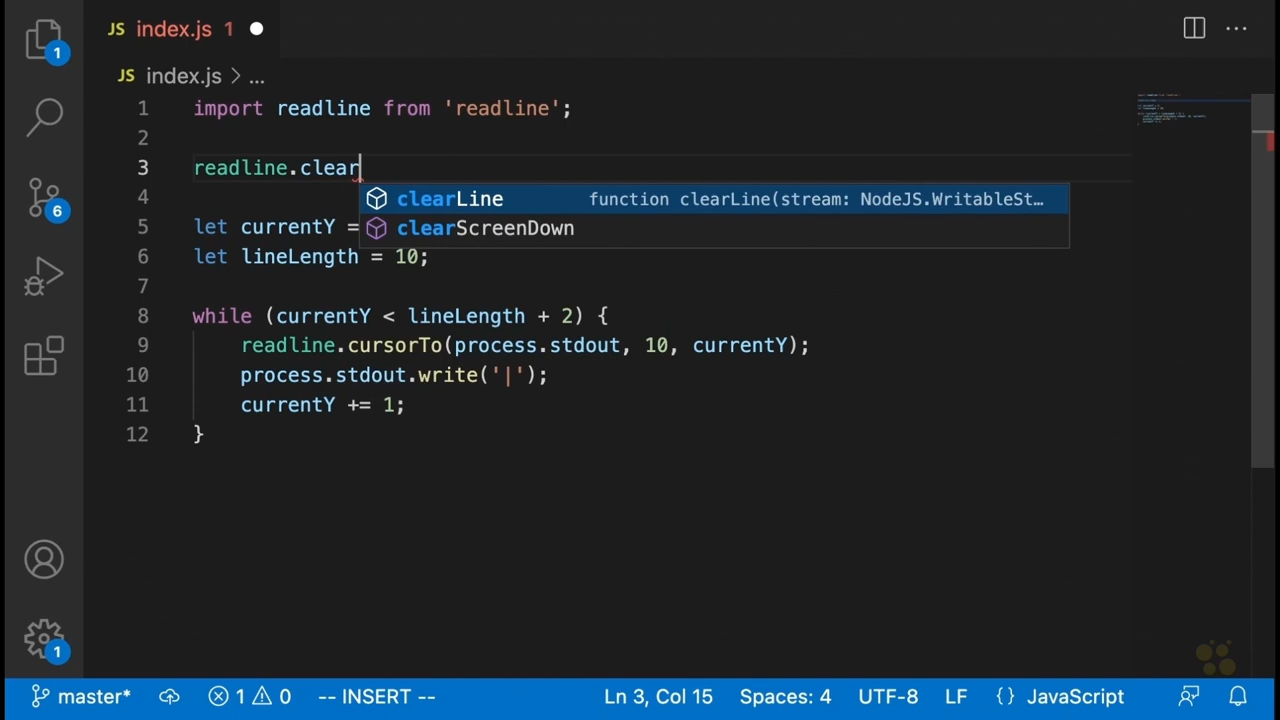 JS index.js 1
JS index.js > ...
1 import readline from 'readline';
2
3 readline.clear
clearLine function clearLine(stream: NodeJS.WritableSt…
clearScreenDown
4
5 let currentY =
6 let lineLength = 10;
7
8 while (currentY < lineLength + 2) {
9 readline.cursorTo(process.stdout, 10, currentY);
10 process.stdout.write('|');
11 currentY += 1;
12 }
1
6
1
master* 1 0 -- INSERT -- Ln 3, Col 15 Spaces: 4 UTF-8 LF {} JavaScript